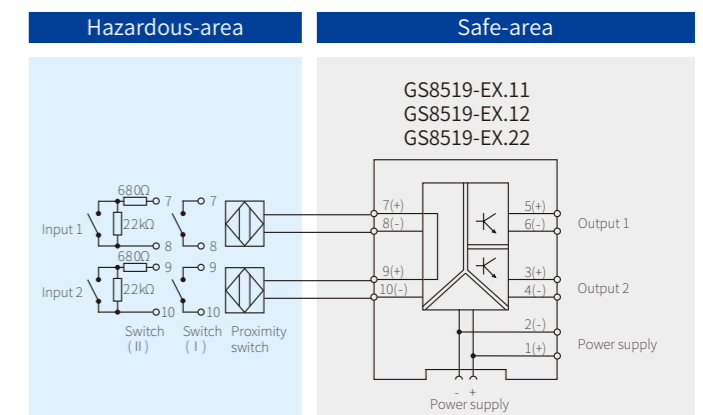 Hazardous-area
Safe-area
GS8519-EX.11
GS8519-EX.12
GS8519-EX.22
680Ω
7
7
22kΩ
Input 1
8
8
680Ω
9
9
22kΩ
Input 2
10
10
Switch
(Ⅱ)
Switch
(Ⅰ)
Proximity
switch
7(+)
8(-)
9(+)
10(-)
5(+)
6(-)
Output 1
3(+)
4(-)
Output 2
2(-)
1(+)
Power supply
- +
Power supply